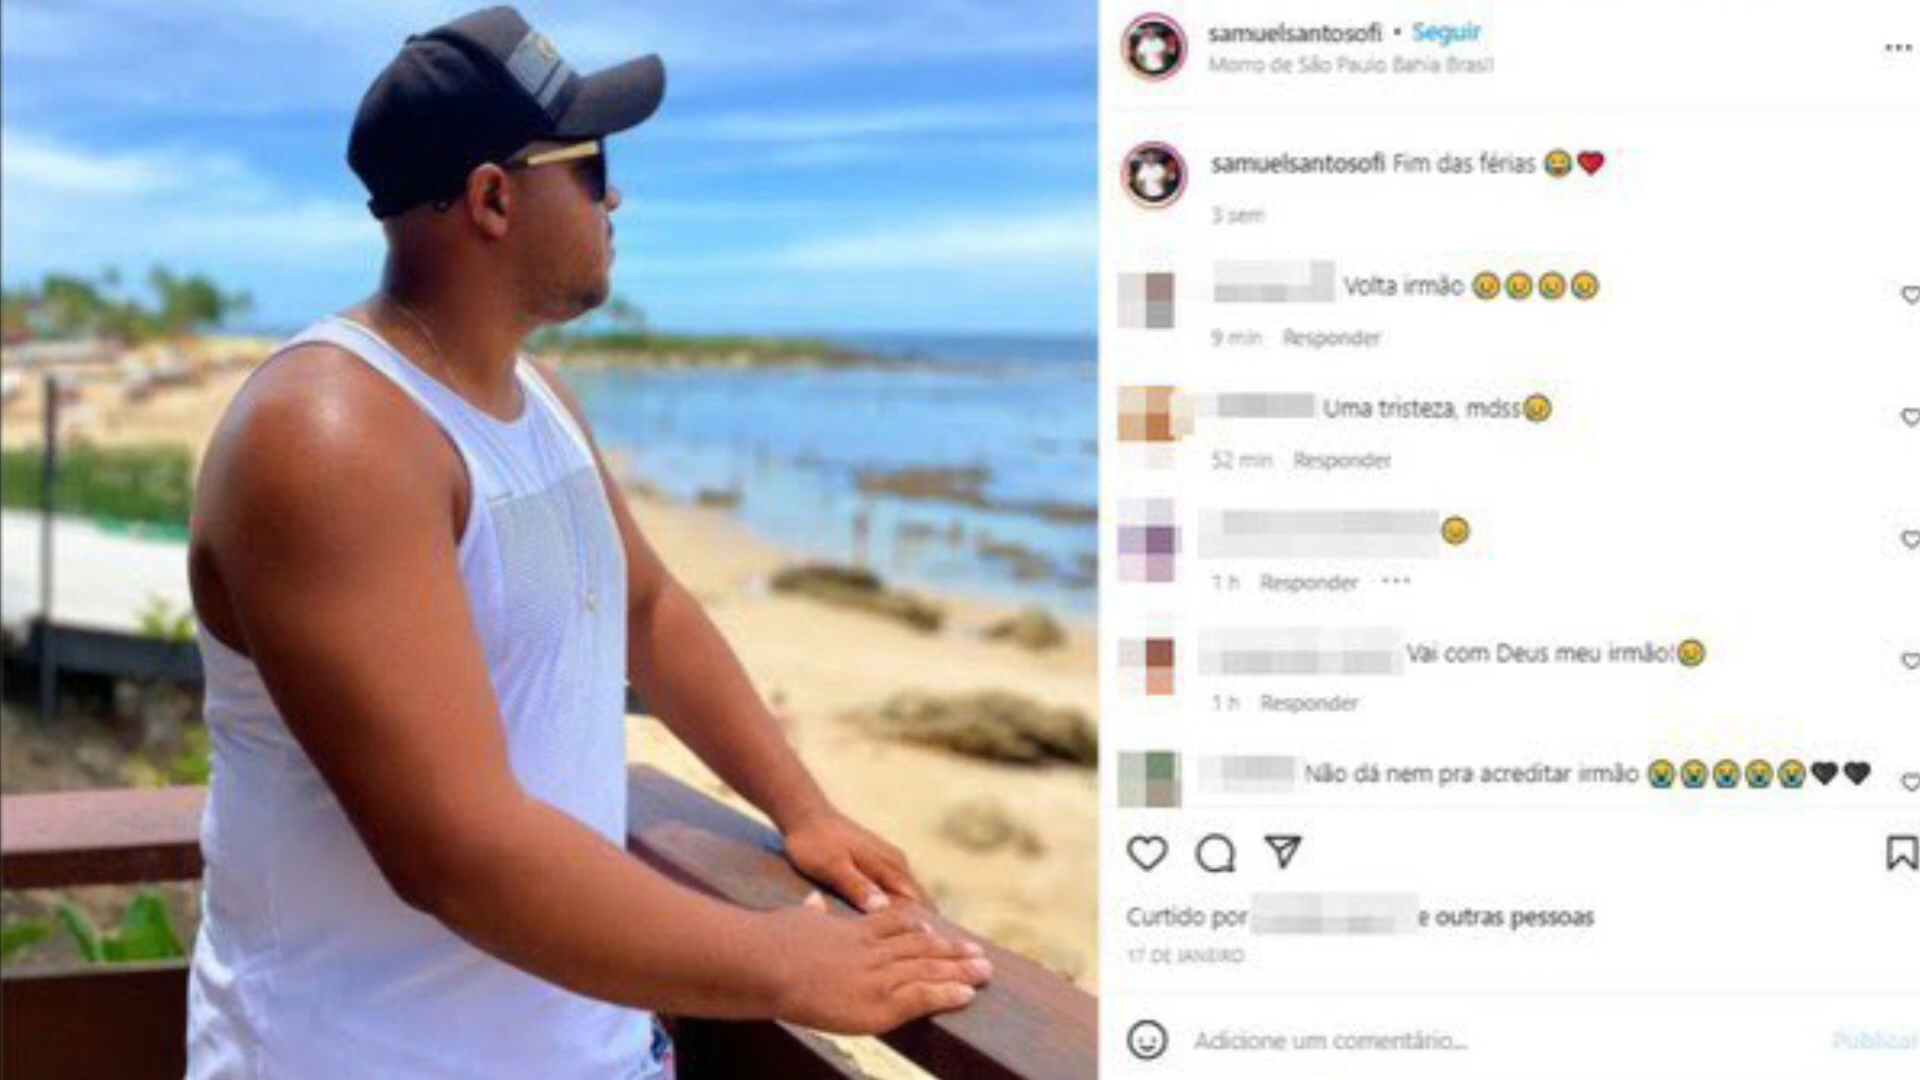 samuelsantosofi • Seguir
Morro de São Paulo Bahia Brasil
samuelsantosofi Fim das férias 😂❤️
3 sem
Volta irmão 😢😢😢😢
9 min Responder
Uma tristeza, mdss😢
52 min Responder
😢
1 h Responder
Vai com Deus meu irmão!😢
1 h Responder
Não dá nem pra acreditar irmão 😭😭😭😭😭🖤🖤
Curtido por
e outras pessoas
17 DE JANEIRO
Adicione um comentário...
Publicar